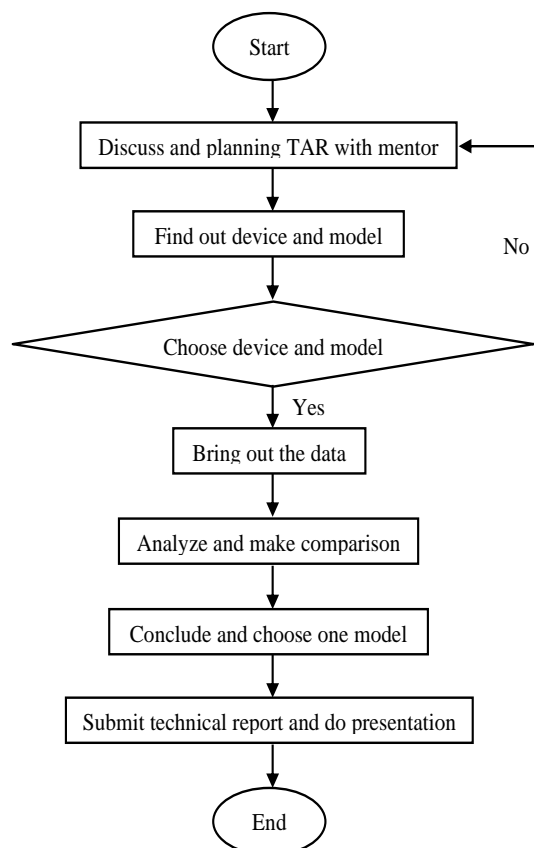 Start
Discuss and planning TAR with mentor
Find out device and model
No
Choose device and model
Yes
Bring out the data
Analyze and make comparison
Conclude and choose one model
Submit technical report and do presentation
End